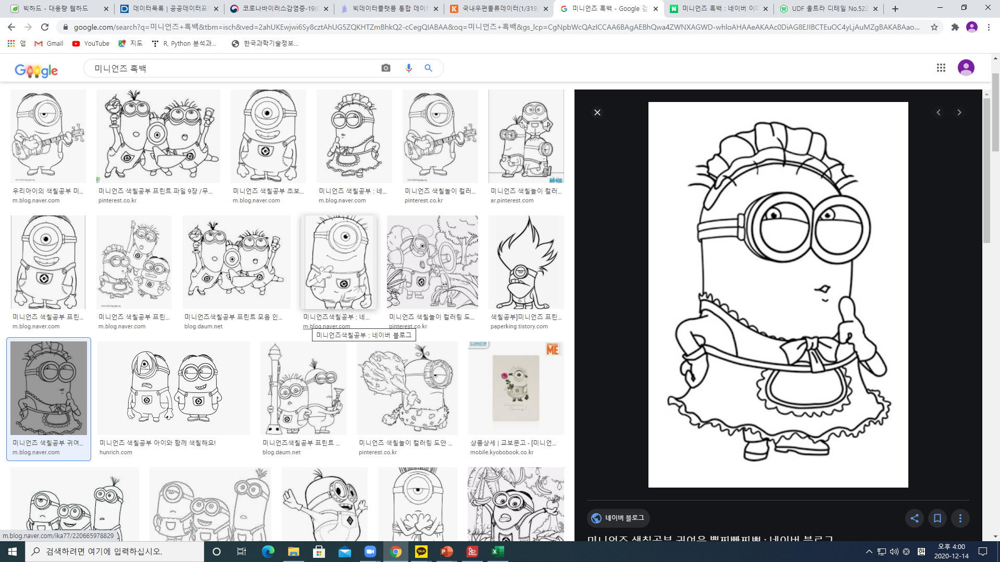 빅하드 - 대용량 웹하드
데이터목록 | 공공데이터포
코로나바이러스감염증-19(
빅데이터플랫폼 통합 데이터
국내우편물류데이터(1/319)
미니언즈 흑백 - Google 검
미니언즈 흑백 : 네이버 이미
UDF 울트라 디테일 No.522
google.com/search?q=미니언즈+흑백&tbm=isch&ved=2ahUKEwjwi6Sy8cztAhUG5ZQKHTZmBhkQ2-cCegQIABAA&oq=미니언즈+흑백&gs_lcp=CgNpbWcQAzICCAA6BAgAEBhQwa4ZWNXAGWD-whloAHAAeAKAAc0DiAG8EJIBCTEuOC4yLjAuMZgBAKABAao...
앱
Gmail
YouTube
지도
R, Python 분석과...
한국과학기술정보...
Google
미니언즈 흑백
우리아이의 색칠공부 미...
m.blog.naver.com
미니언즈 색칠공부 프린트 파일 9장 /무...
pinterest.co.kr
미니언즈 색칠공부 초보...
m.blog.naver.com
미니언즈 색칠공부 : 네...
m.blog.naver.com
미니언즈 색칠놀이 컬러...
pinterest.co.kr
미니언즈 색칠놀이 컬러...
ar.pinterest.com
미니언즈 색칠공부 프린...
m.blog.naver.com
미니언즈 색칠공부 프린...
m.blog.naver.com
미니언즈색칠공부 프린트 모음 인...
blog.daum.net
미니언즈색칠공부 : 네...
m.blog.naver.com
미니언즈 색칠놀이 컬러링 도...
pinterest.co.kr
색칠공부]미니언즈 프린...
paperking.tistory.com
미니언즈색칠공부 : 네이버 블로그
ILLUMINATION
ME
미니언즈 색칠공부 귀여...
m.blog.naver.com
미니언즈 색칠공부 아이와 함께 색칠해요!
hunrich.com
미니언즈색칠공부 프린트 ...
blog.daum.net
미니언즈 색칠놀이 컬러링 도안 ...
pinterest.co.kr
상품상세 | 교보문고 - [미니언...
mobile.kyobobook.co.kr
네이버 블로그
m.blog.naver.com/ika77/220665978829
검색하려면 여기에 입력하십시오.
TALK
한
오후 4:00
2020-12-14